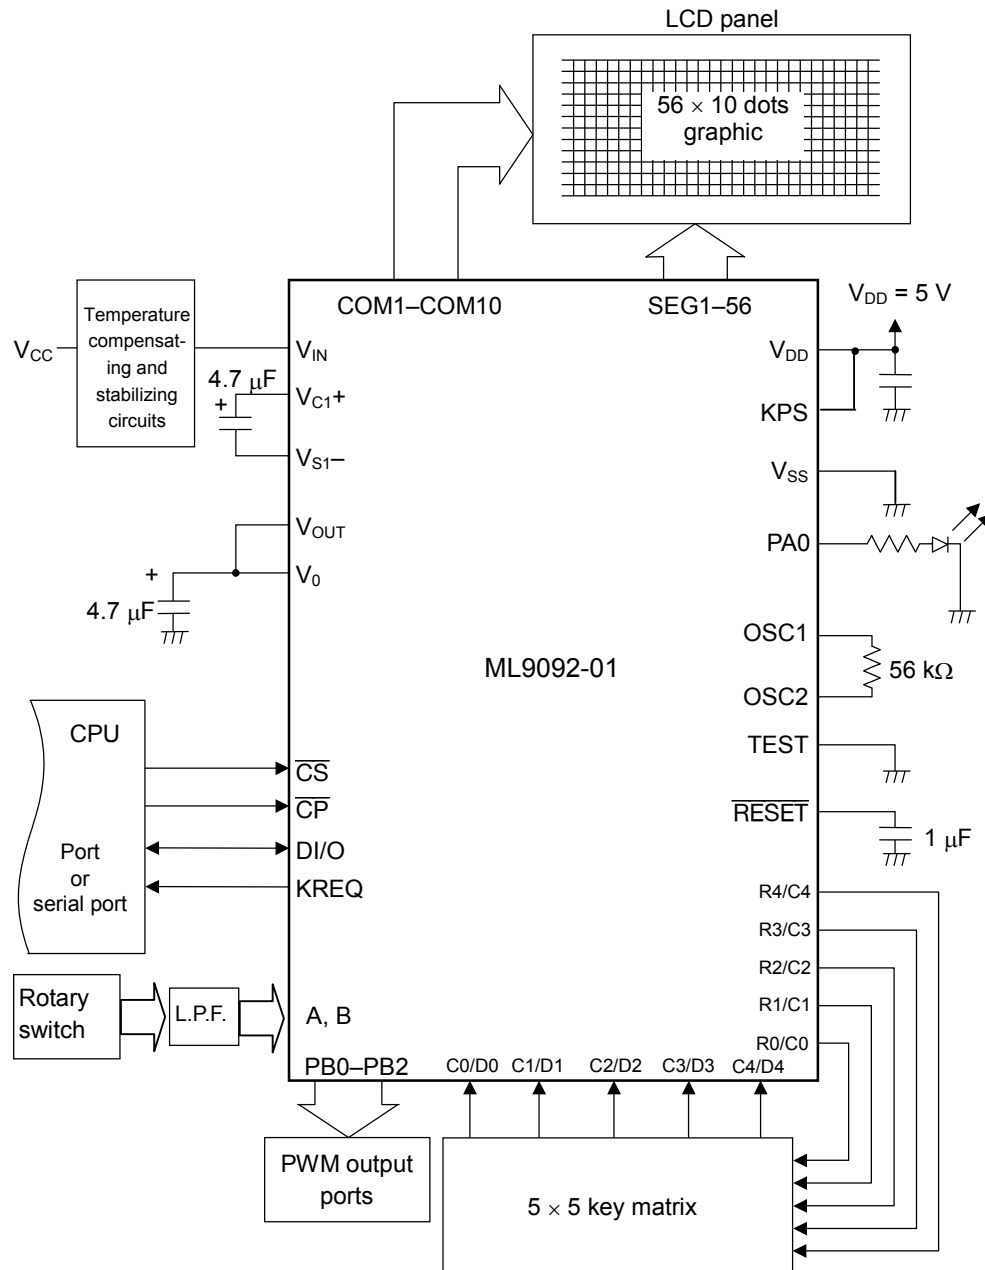 LCD panel
56 × 10 dots
graphic
COM1–COM10
SEG1–56
V_DD = 5 V
Temperature
compensat-
ing and
stabilizing
circuits
V_CC
V_IN
4.7 μF
+
V_C1+
V_S1–
V_OUT
V_0
+
4.7 μF
V_DD
KPS
V_SS
PA0
OSC1
56 kΩ
OSC2
TEST
R̅E̅S̅E̅T̅
1 μF
ML9092-01
CPU
Port
or
serial port
C̅S̅
C̅P̅
DI/O
KREQ
R4/C4
R3/C3
R2/C2
R1/C1
R0/C0
Rotary
switch
L.P.F.
A, B
PB0–PB2
C0/D0 C1/D1 C2/D2 C3/D3 C4/D4
PWM output
ports
5 × 5 key matrix